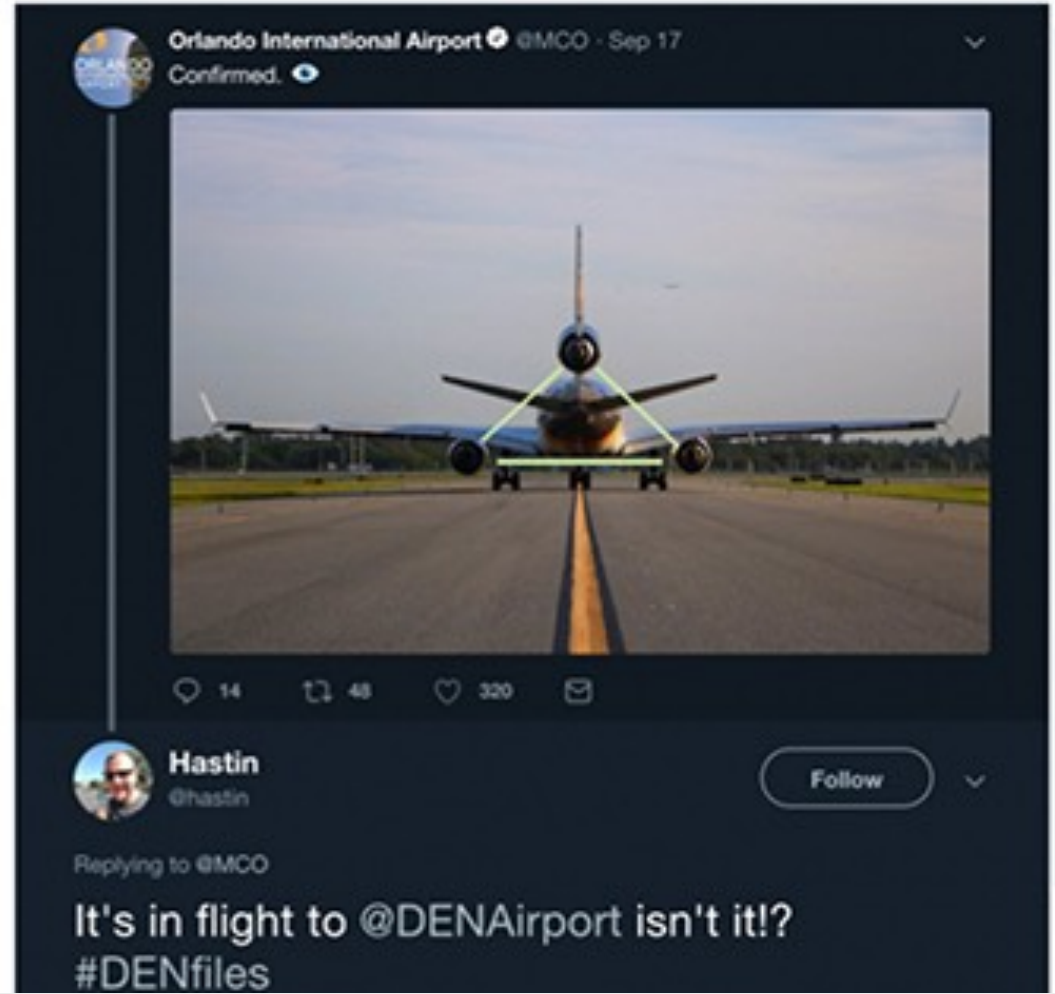 Orlando International Airport @MCO · Sep 17
Confirmed.
14 48 320
Hastin
@hastin
Follow
Replying to @MCO
It's in flight to @DENAirport isn't it!?
#DENfiles